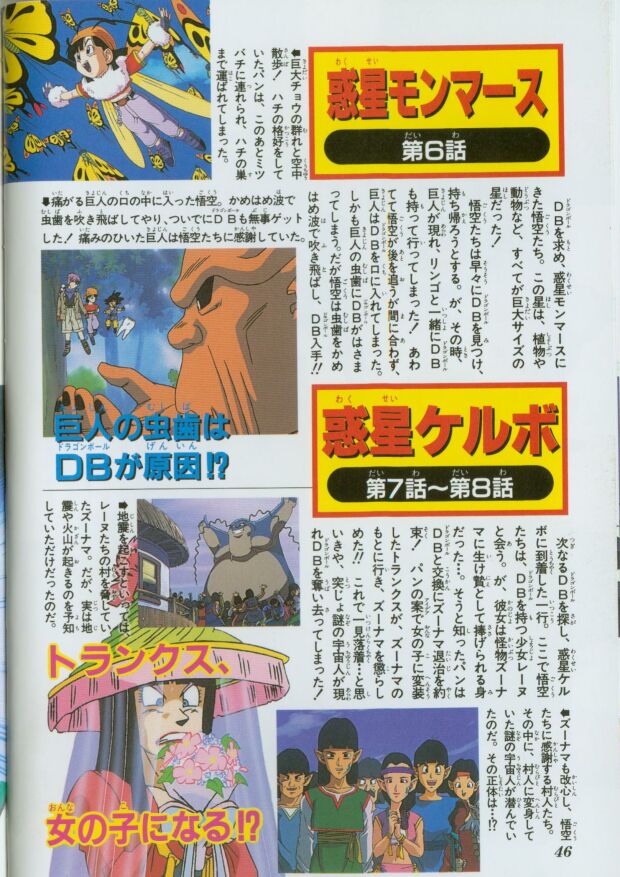 惑星モンマース
第6話
⬅巨大チョウの群れと空中
散歩！ハチの格好をして
いたパンは、このあとミツ
バチに連れられ、ハチの巣
まで運ばれてしまった。
⬇痛がる巨人の口の中に入った悟空。かめはめ波で
虫歯を吹き飛ばしてやり、ついでにDBも無事ゲット
した！痛みのひいた巨人は悟空たちに感謝していた。
DBを求め、惑星モンマースに
きた悟空たち。この星は、植物や
動物など、すべてが巨大サイズの
星だった！
悟空たちは早々にDBを見つけ、
持ち帰ろうとする。が、その時、
巨人が現れ、リンゴと一緒にDB
も持って行ってしまった！あわ
てて悟空が後を追うが間に合わず、
巨人はDBを口に入れてしまった。
しかも巨人の虫歯にDBがはさま
ってしまう。だが悟空は虫歯をかめ
はめ波で吹き飛ばし、DB入手!!
巨人の虫歯は
DBが原因!?
惑星ケルボ
第7話〜第8話
次なるDBを探し、惑星ケル
ボに到着した一行。ここで悟空
たちは、DBを持つ少女レーヌ
と会う。が、彼女は怪物ズーナ
マに生け贄として捧げられる身
だった…。そうと知ったパンは
DBと交換にズーナマ退治を約
束！パンの案で女の子に変装
したトランクスが、ズーナマの
もとに行き、ズーナマを懲らし
めた!!これで一見落着…と思
いきや、突じょ謎の宇宙人が現
れDBを奪い去ってしまった！
➡地震を起こすといっては、
レーヌたちの村を脅してい
たズーナマ。だが、実は地
震や火山が起きるのを予知
していただけだったのだ。
トランクス、
女の子になる!?
⬅ズーナマも改心し、悟空
たちに感謝する村人たち。
その中に、村人に変身して
いた謎の宇宙人が潜んでい
たのだ。その正体は…!?
46